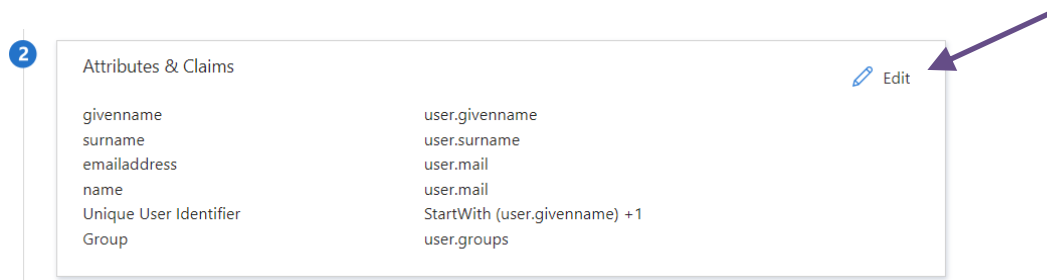 2
Attributes & Claims
Edit
givenname user.givenname
surname user.surname
emailaddress user.mail
name user.mail
Unique User Identifier StartWith (user.givenname) +1
Group user.groups